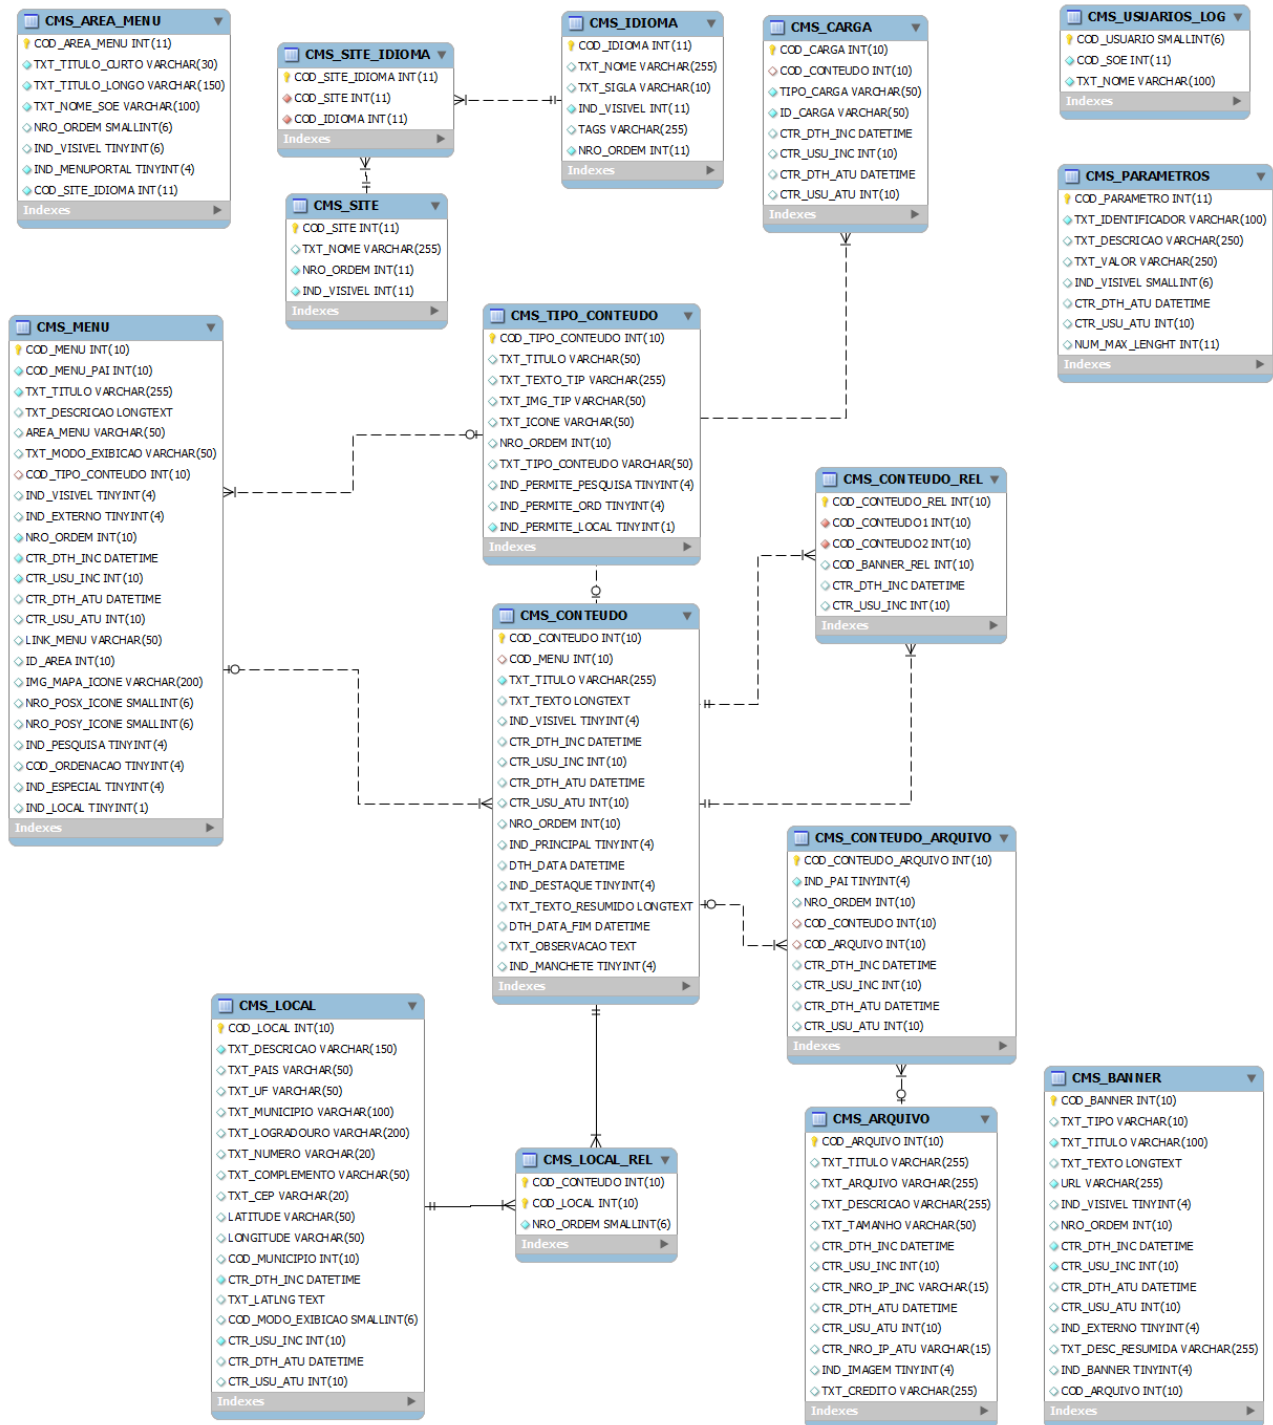 CMS_AREA_MENU
COD_AREA_MENU INT(11)
TXT_TITULO_CURTO VARCHAR(30)
TXT_TITULO_LONGO VARCHAR(150)
TXT_NOME_SOE VARCHAR(100)
NRO_ORDEM SMALLINT(6)
IND_VISIVEL TINYINT(6)
IND_MENUPORTAL TINYINT(4)
COD_SITE_IDIOMA INT(11)
Indexes
CMS_SITE_IDIOMA
COD_SITE_IDIOMA INT(11)
COD_SITE INT(11)
COD_IDIOMA INT(11)
Indexes
CMS_IDIOMA
COD_IDIOMA INT(11)
TXT_NOME VARCHAR(255)
TXT_SIGLA VARCHAR(10)
IND_VISIVEL INT(11)
TAGS VARCHAR(255)
NRO_ORDEM INT(11)
Indexes
CMS_CARGA
COD_CARGA INT(10)
COD_CONTEUDO INT(10)
TIPO_CARGA VARCHAR(50)
ID_CARGA VARCHAR(50)
CTR_DTH_INC DATETIME
CTR_USU_INC INT(10)
CTR_DTH_ATU DATETIME
CTR_USU_ATU INT(10)
Indexes
CMS_USUARIOS_LOG
COD_USUARIO SMALLINT(6)
COD_SOE INT(11)
TXT_NOME VARCHAR(100)
Indexes
CMS_PARAMETROS
COD_PARAMETRO INT(11)
TXT_IDENTIFICADOR VARCHAR(100)
TXT_DESCRICAO VARCHAR(250)
TXT_VALOR VARCHAR(250)
IND_VISIVEL SMALLINT(6)
CTR_DTH_ATU DATETIME
CTR_USU_ATU INT(10)
NUM_MAX_LENGHT INT(11)
Indexes
CMS_SITE
COD_SITE INT(11)
TXT_NOME VARCHAR(255)
NRO_ORDEM INT(11)
IND_VISIVEL INT(11)
Indexes
CMS_MENU
COD_MENU INT(10)
COD_MENU_PAI INT(10)
TXT_TITULO VARCHAR(255)
TXT_DESCRICAO LONGTEXT
AREA_MENU VARCHAR(50)
TXT_MODO_EXIBICAO VARCHAR(50)
COD_TIPO_CONTEUDO INT(10)
IND_VISIVEL TINYINT(4)
IND_EXTERNO TINYINT(4)
NRO_ORDEM INT(10)
CTR_DTH_INC DATETIME
CTR_USU_INC INT(10)
CTR_DTH_ATU DATETIME
CTR_USU_ATU INT(10)
LINK_MENU VARCHAR(50)
ID_AREA INT(10)
IMG_MAPA_ICONE VARCHAR(200)
NRO_POSX_ICONE SMALLINT(6)
NRO_POSY_ICONE SMALLINT(6)
IND_PESQUISA TINYINT(4)
COD_ORDENACAO TINYINT(4)
IND_ESPECIAL TINYINT(4)
IND_LOCAL TINYINT(1)
Indexes
CMS_TIPO_CONTEUDO
COD_TIPO_CONTEUDO INT(10)
TXT_TITULO VARCHAR(50)
TXT_TEXTO_TIP VARCHAR(255)
TXT_IMG_TIP VARCHAR(50)
TXT_ICONE VARCHAR(50)
NRO_ORDEM INT(10)
TXT_TIPO_CONTEUDO VARCHAR(50)
IND_PERMITE_PESQUISA TINYINT(4)
IND_PERMITE_ORD TINYINT(4)
IND_PERMITE_LOCAL TINYINT(1)
Indexes
CMS_CONTEUDO_REL
COD_CONTEUDO_REL INT(10)
COD_CONTEUDO1 INT(10)
COD_CONTEUDO2 INT(10)
COD_BANNER_REL INT(10)
CTR_DTH_INC DATETIME
CTR_USU_INC INT(10)
Indexes
CMS_CONTEUDO
COD_CONTEUDO INT(10)
COD_MENU INT(10)
TXT_TITULO VARCHAR(255)
TXT_TEXTO LONGTEXT
IND_VISIVEL TINYINT(4)
CTR_DTH_INC DATETIME
CTR_USU_INC INT(10)
CTR_DTH_ATU DATETIME
CTR_USU_ATU INT(10)
NRO_ORDEM INT(10)
IND_PRINCIPAL TINYINT(4)
DTH_DATA DATETIME
IND_DESTAQUE TINYINT(4)
TXT_TEXTO_RESUMIDO LONGTEXT
DTH_DATA_FIM DATETIME
TXT_OBSERVACAO TEXT
IND_MANCHETE TINYINT(4)
Indexes
CMS_CONTEUDO_ARQUIVO
COD_CONTEUDO_ARQUIVO INT(10)
IND_PAI TINYINT(4)
NRO_ORDEM INT(10)
COD_CONTEUDO INT(10)
COD_ARQUIVO INT(10)
CTR_DTH_INC DATETIME
CTR_USU_INC INT(10)
CTR_DTH_ATU DATETIME
CTR_USU_ATU INT(10)
Indexes
CMS_LOCAL
COD_LOCAL INT(10)
TXT_DESCRICAO VARCHAR(150)
TXT_PAIS VARCHAR(50)
TXT_UF VARCHAR(50)
TXT_MUNICIPIO VARCHAR(100)
TXT_LOGRADOURO VARCHAR(200)
TXT_NUMERO VARCHAR(20)
TXT_COMPLEMENTO VARCHAR(50)
TXT_CEP VARCHAR(20)
LATITUDE VARCHAR(50)
LONGITUDE VARCHAR(50)
COD_MUNICIPIO INT(10)
CTR_DTH_INC DATETIME
TXT_LATLNG TEXT
COD_MODO_EXIBICAO SMALLINT(6)
CTR_USU_INC INT(10)
CTR_DTH_ATU DATETIME
CTR_USU_ATU INT(10)
Indexes
CMS_LOCAL_REL
COD_CONTEUDO INT(10)
COD_LOCAL INT(10)
NRO_ORDEM SMALLINT(6)
Indexes
CMS_ARQUIVO
COD_ARQUIVO INT(10)
TXT_TITULO VARCHAR(255)
TXT_ARQUIVO VARCHAR(255)
TXT_DESCRICAO VARCHAR(255)
TXT_TAMANHO VARCHAR(50)
CTR_DTH_INC DATETIME
CTR_USU_INC INT(10)
CTR_NRO_IP_INC VARCHAR(15)
CTR_DTH_ATU DATETIME
CTR_USU_ATU INT(10)
CTR_NRO_IP_ATU VARCHAR(15)
IND_IMAGEM TINYINT(4)
TXT_CREDITO VARCHAR(255)
Indexes
CMS_BANNER
COD_BANNER INT(10)
TXT_TIPO VARCHAR(10)
TXT_TITULO VARCHAR(100)
TXT_TEXTO LONGTEXT
URL VARCHAR(255)
IND_VISIVEL TINYINT(4)
NRO_ORDEM INT(10)
CTR_DTH_INC DATETIME
CTR_USU_INC INT(10)
CTR_DTH_ATU DATETIME
CTR_USU_ATU INT(10)
IND_EXTERNO TINYINT(4)
TXT_DESC_RESUMIDA VARCHAR(255)
IND_BANNER TINYINT(4)
COD_ARQUIVO INT(10)
Indexes